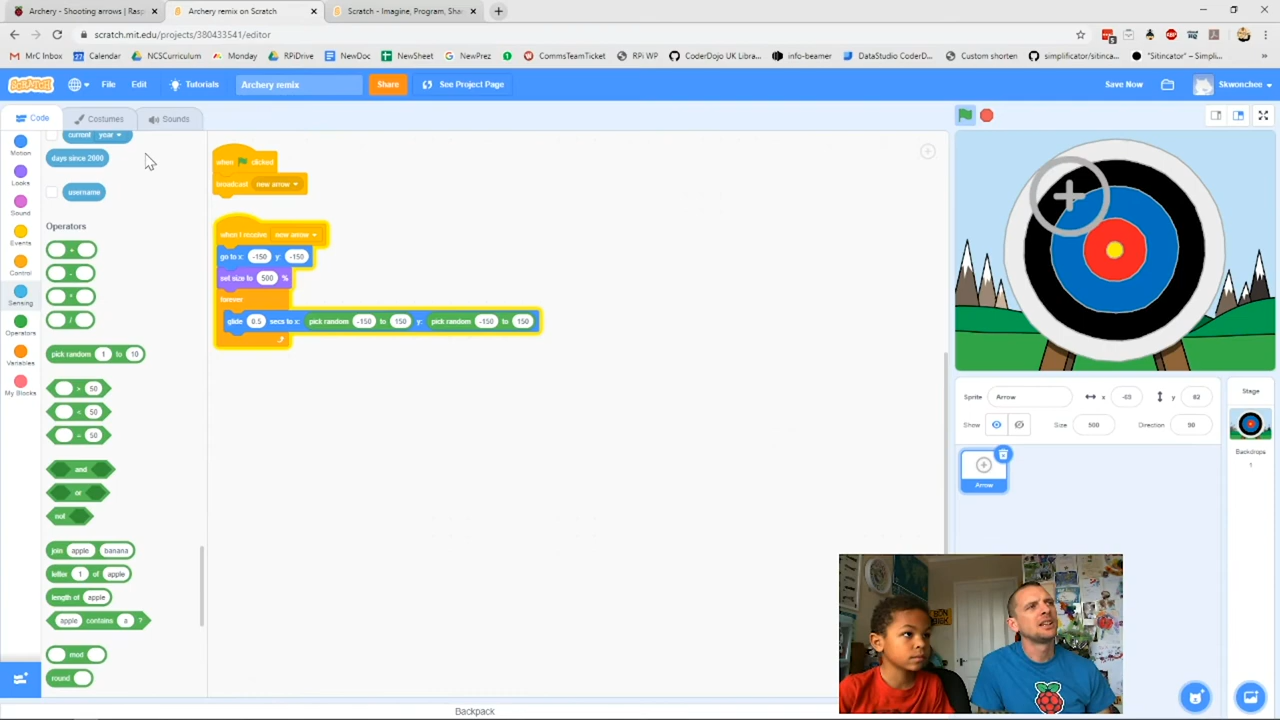 Archery - Shooting arrows | Rasp
Archery remix on Scratch
Scratch - Imagine, Program, Sha
scratch.mit.edu/projects/380433541/editor
MrC Inbox
Calendar
NCSCurriculum
Monday
RPiDrive
NewDoc
NewSheet
NewPrez
CommsTeamTicket
RPi WP
CoderDojo UK Libra...
info-beamer
DataStudio CoderD...
Custom shorten
simplificator/sitinca...
"Sitincator" – Simpli...
SCRATCH
File
Edit
Tutorials
Archery remix
Share
See Project Page
Save Now
Skwonchee
Code
Costumes
Sounds
Motion
Looks
Sound
Events
Control
Sensing
Operators
Variables
My Blocks
current year
days since 2000
username
Operators
+
-
*
/
pick random 1 to 10
> 50
< 50
= 50
and
or
not
join apple banana
letter 1 of apple
length of apple
apple contains a ?
mod
round
when clicked
broadcast new arrow
when I receive new arrow
go to x: -150 y: -150
set size to 500 %
forever
glide 0.5 secs to x: pick random -150 to 150 y: pick random -150 to 150
Sprite Arrow x y 82
Show Size 500 Direction 90
Arrow
Stage
Backdrops
1
Backpack